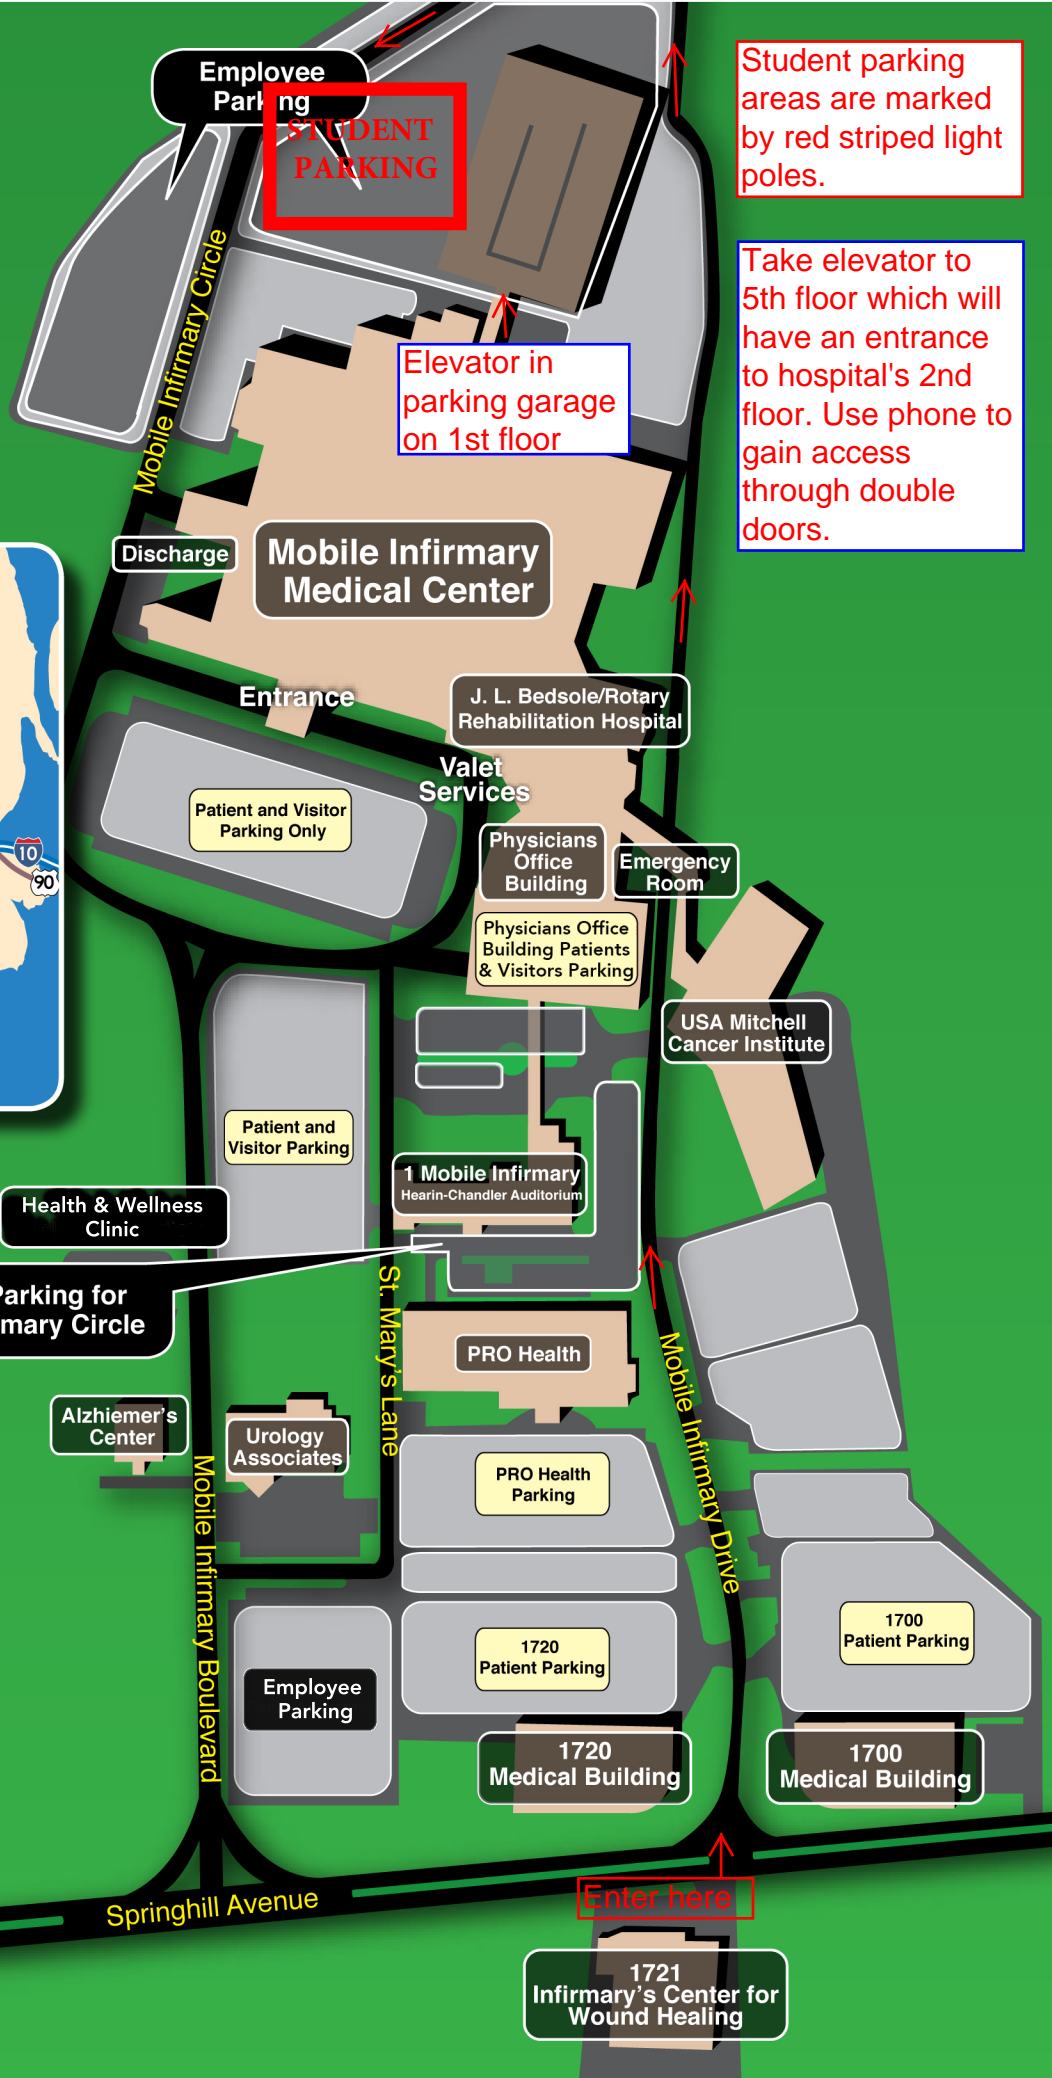 Employee
Parking
STUDENT
PARKING
Student parking
areas are marked
by red striped light
poles.
Take elevator to
5th floor which will
have an entrance
to hospital's 2nd
floor. Use phone to
gain access
through double
doors.
Mobile Infirmary Circle
Elevator in
parking garage
on 1st floor
Discharge
Mobile Infirmary
Medical Center
Entrance
J. L. Bedsole/Rotary
Rehabilitation Hospital
Valet
Services
Patient and Visitor
Parking Only
10
90
Physicians
Office
Building
Emergency
Room
Physicians Office
Building Patients
& Visitors Parking
USA Mitchell
Cancer Institute
Patient and
Visitor Parking
1 Mobile Infirmary
Hearin-Chandler Auditorium
Health & Wellness
Clinic
Parking for
mary Circle
St. Mary's Lane
PRO Health
Mobile Infirmary Drive
Alzhiemer's
Center
Urology
Associates
PRO Health
Parking
Mobile Infirmary Boulevard
1720
Patient Parking
1700
Patient Parking
Employee
Parking
1720
Medical Building
1700
Medical Building
Enter here
Springhill Avenue
1721
Infirmary's Center for
Wound Healing